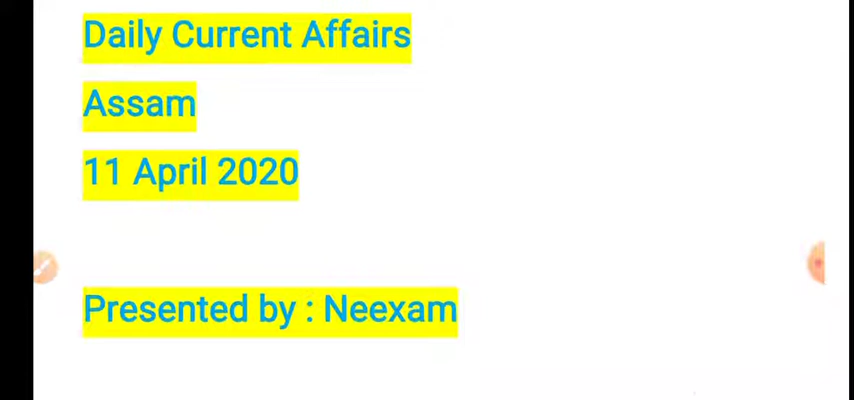 Daily Current Affairs
Assam
11 April 2020
Presented by : Neexam